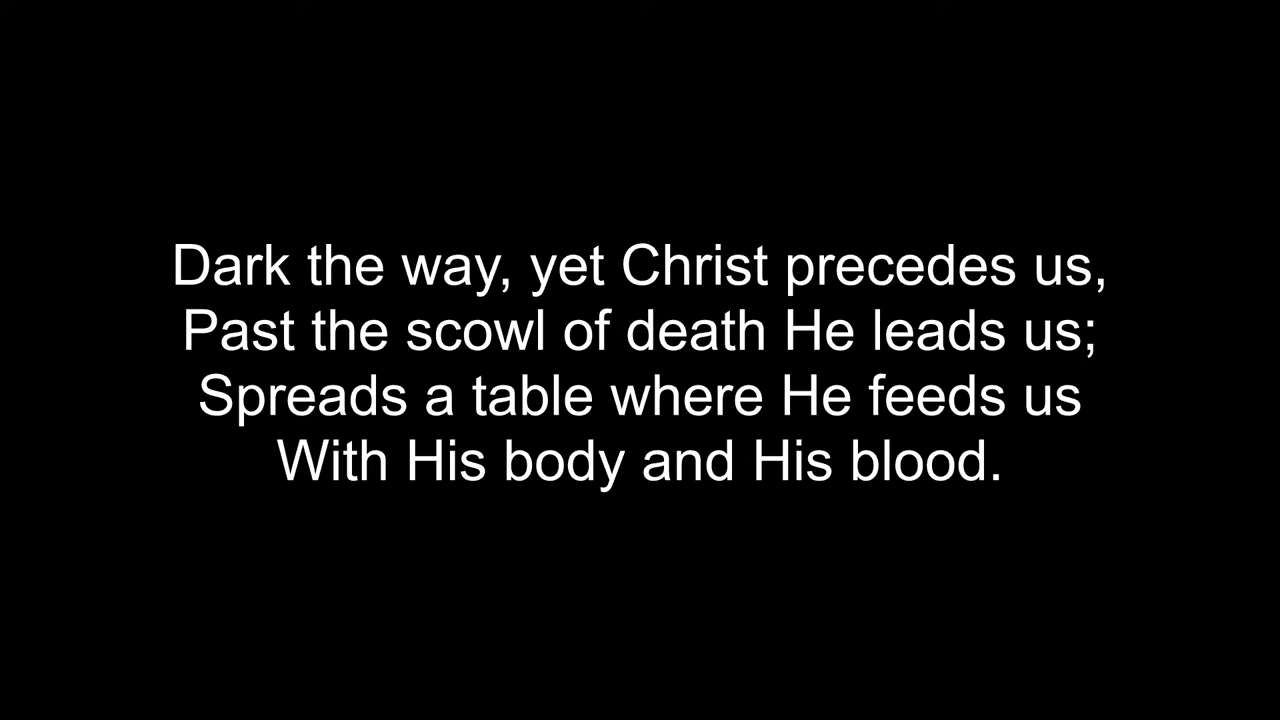 Dark the way, yet Christ precedes us,
Past the scowl of death He leads us;
Spreads a table where He feeds us
With His body and His blood.